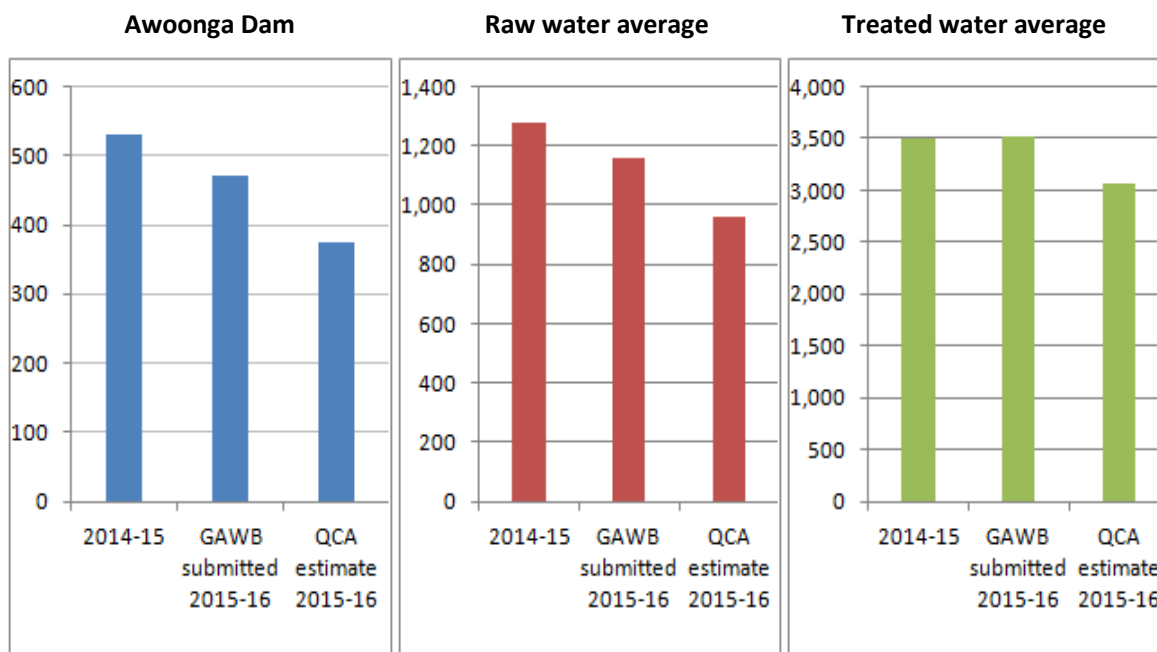 Awoonga Dam
600
500
400
300
200
100
0
2014-15
GAWB
submitted
2015-16
QCA
estimate
2015-16
Raw water average
1,400
1,200
1,000
800
600
400
200
0
2014-15
GAWB
submitted
2015-16
QCA
estimate
2015-16
Treated water average
4,000
3,500
3,000
2,500
2,000
1,500
1,000
500
0
2014-15
GAWB
submitted
2015-16
QCA
estimate
2015-16